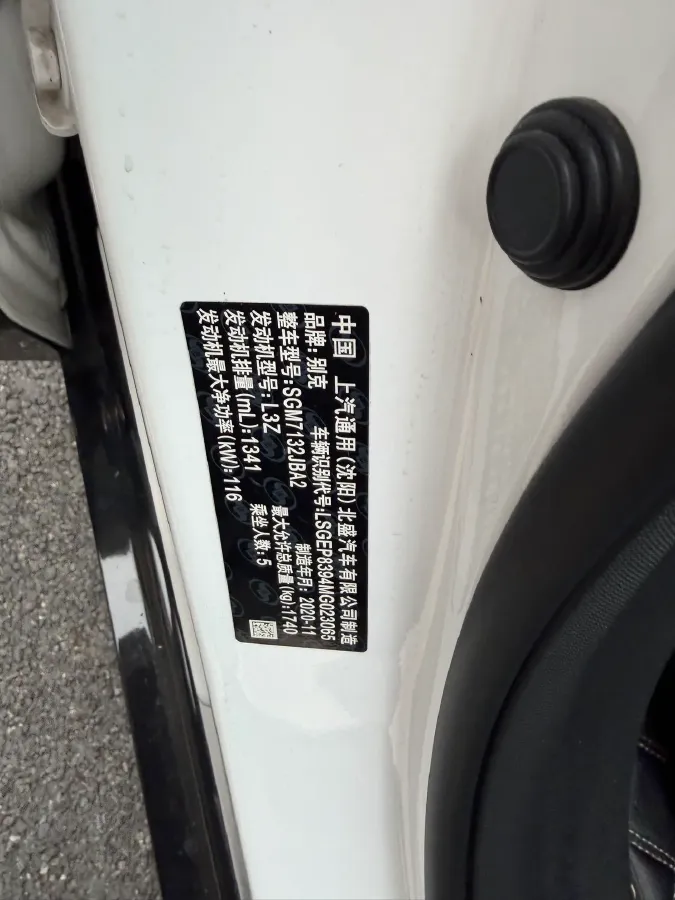 中国 上汽通用(沈阳)北盛汽车有限公司制造
品牌:别克 车辆识别代号:LSGEP8394MG023065
整车型号:SGM7132JBA2 制造年月:2020-11
发动机型号:L3Z 最大允许总质量(kg):1740
发动机排量(mL):1341 乘坐人数:5
发动机最大净功率(kW):116